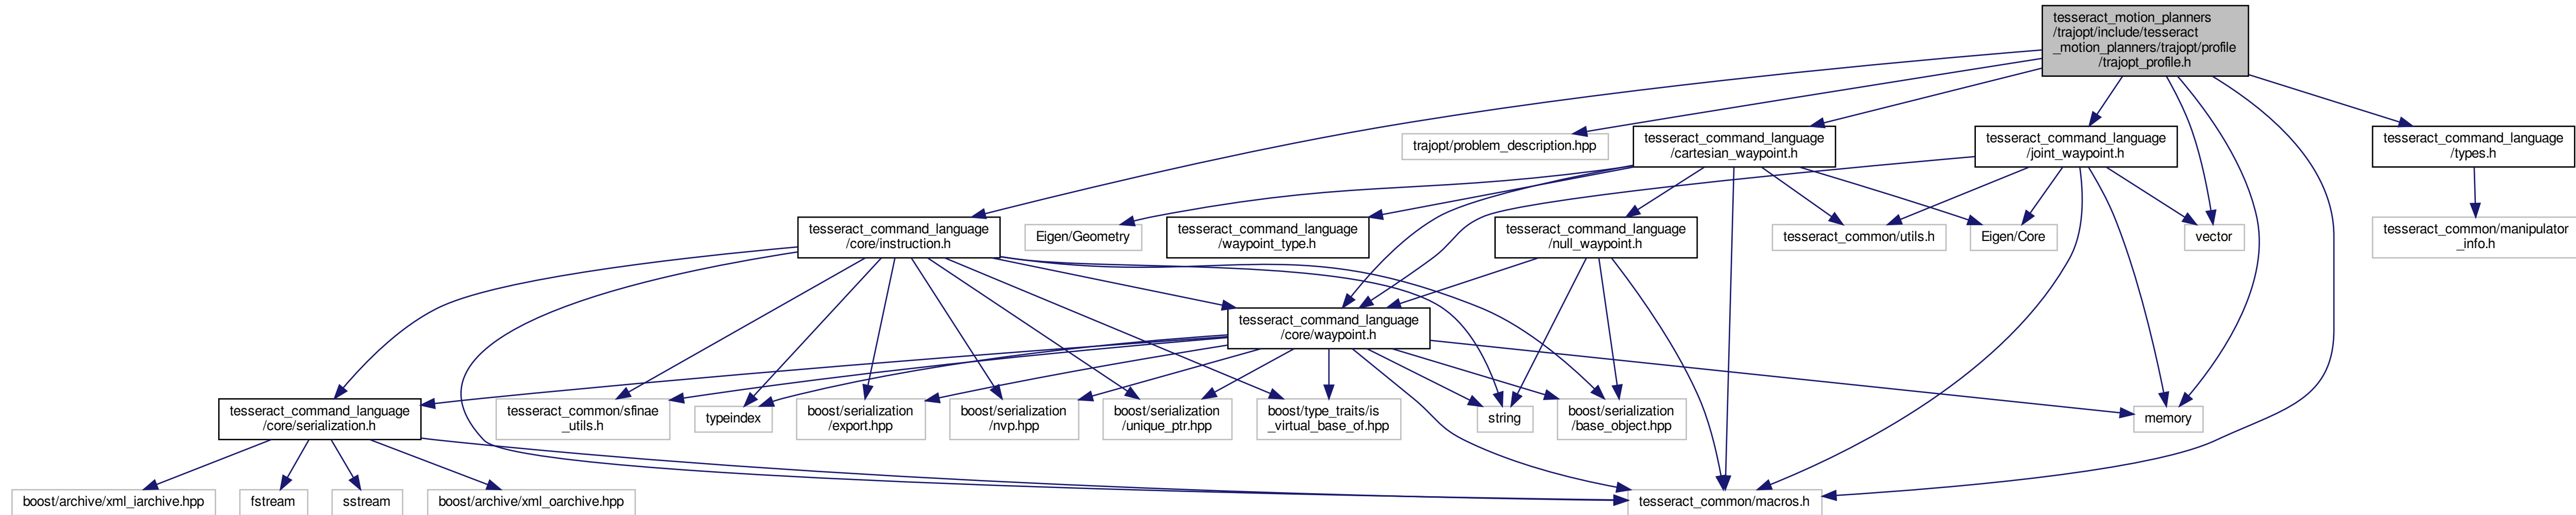 tesseract_motion_planners
/trajopt/include/tesseract
_motion_planners/trajopt/profile
/trajopt_profile.h
trajopt/problem_description.hpp
tesseract_command_language
/cartesian_waypoint.h
tesseract_command_language
/joint_waypoint.h
tesseract_command_language
/types.h
tesseract_command_language
/core/instruction.h
Eigen/Geometry
tesseract_command_language
/waypoint_type.h
tesseract_command_language
/null_waypoint.h
tesseract_common/utils.h
Eigen/Core
vector
tesseract_common/manipulator
_info.h
tesseract_command_language
/core/waypoint.h
tesseract_command_language
/core/serialization.h
tesseract_common/sfinae
_utils.h
typeindex
boost/serialization
/export.hpp
boost/serialization
/nvp.hpp
boost/serialization
/unique_ptr.hpp
boost/type_traits/is
_virtual_base_of.hpp
string
boost/serialization
/base_object.hpp
memory
boost/archive/xml_iarchive.hpp
fstream
sstream
boost/archive/xml_oarchive.hpp
tesseract_common/macros.h